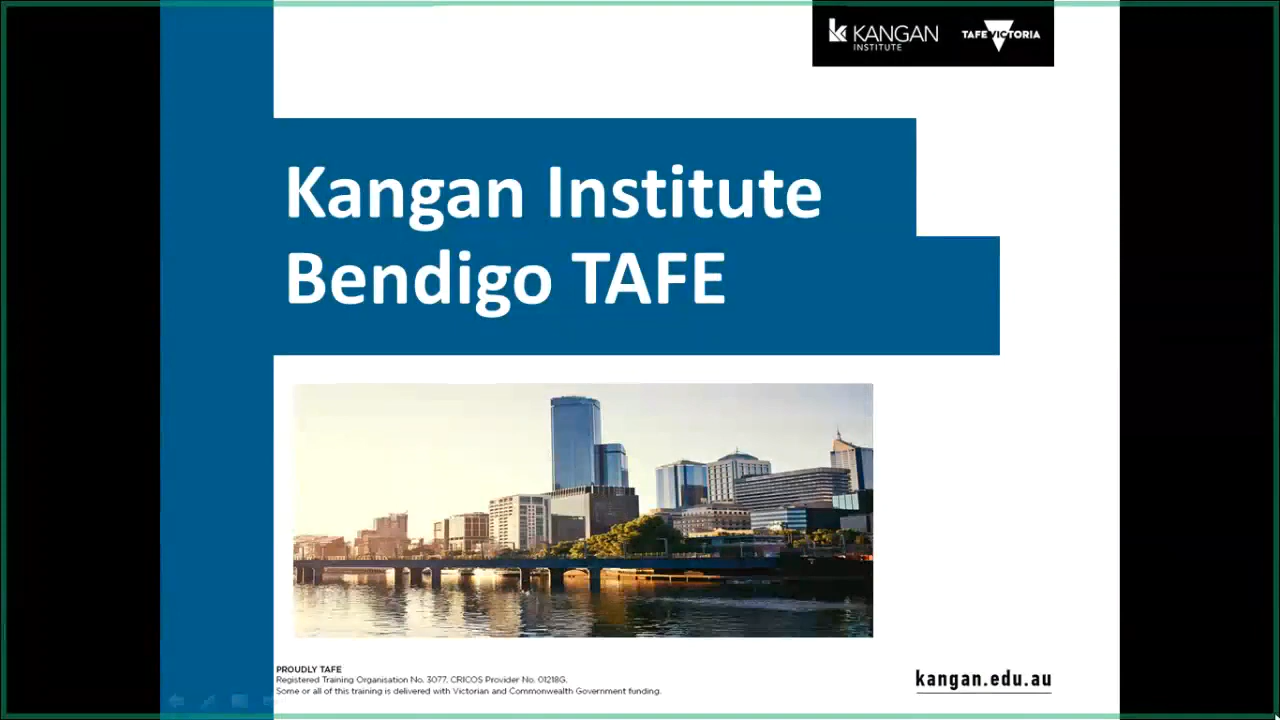 KANGAN
INSTITUTE
TAFE VICTORIA
Kangan Institute
Bendigo TAFE
PROUDLY TAFE
Registered Training Organisation No. 3077, CRICOS Provider No. 01218G.
Some or all of this training is delivered with Victorian and Commonwealth Government funding.
kangan.edu.au